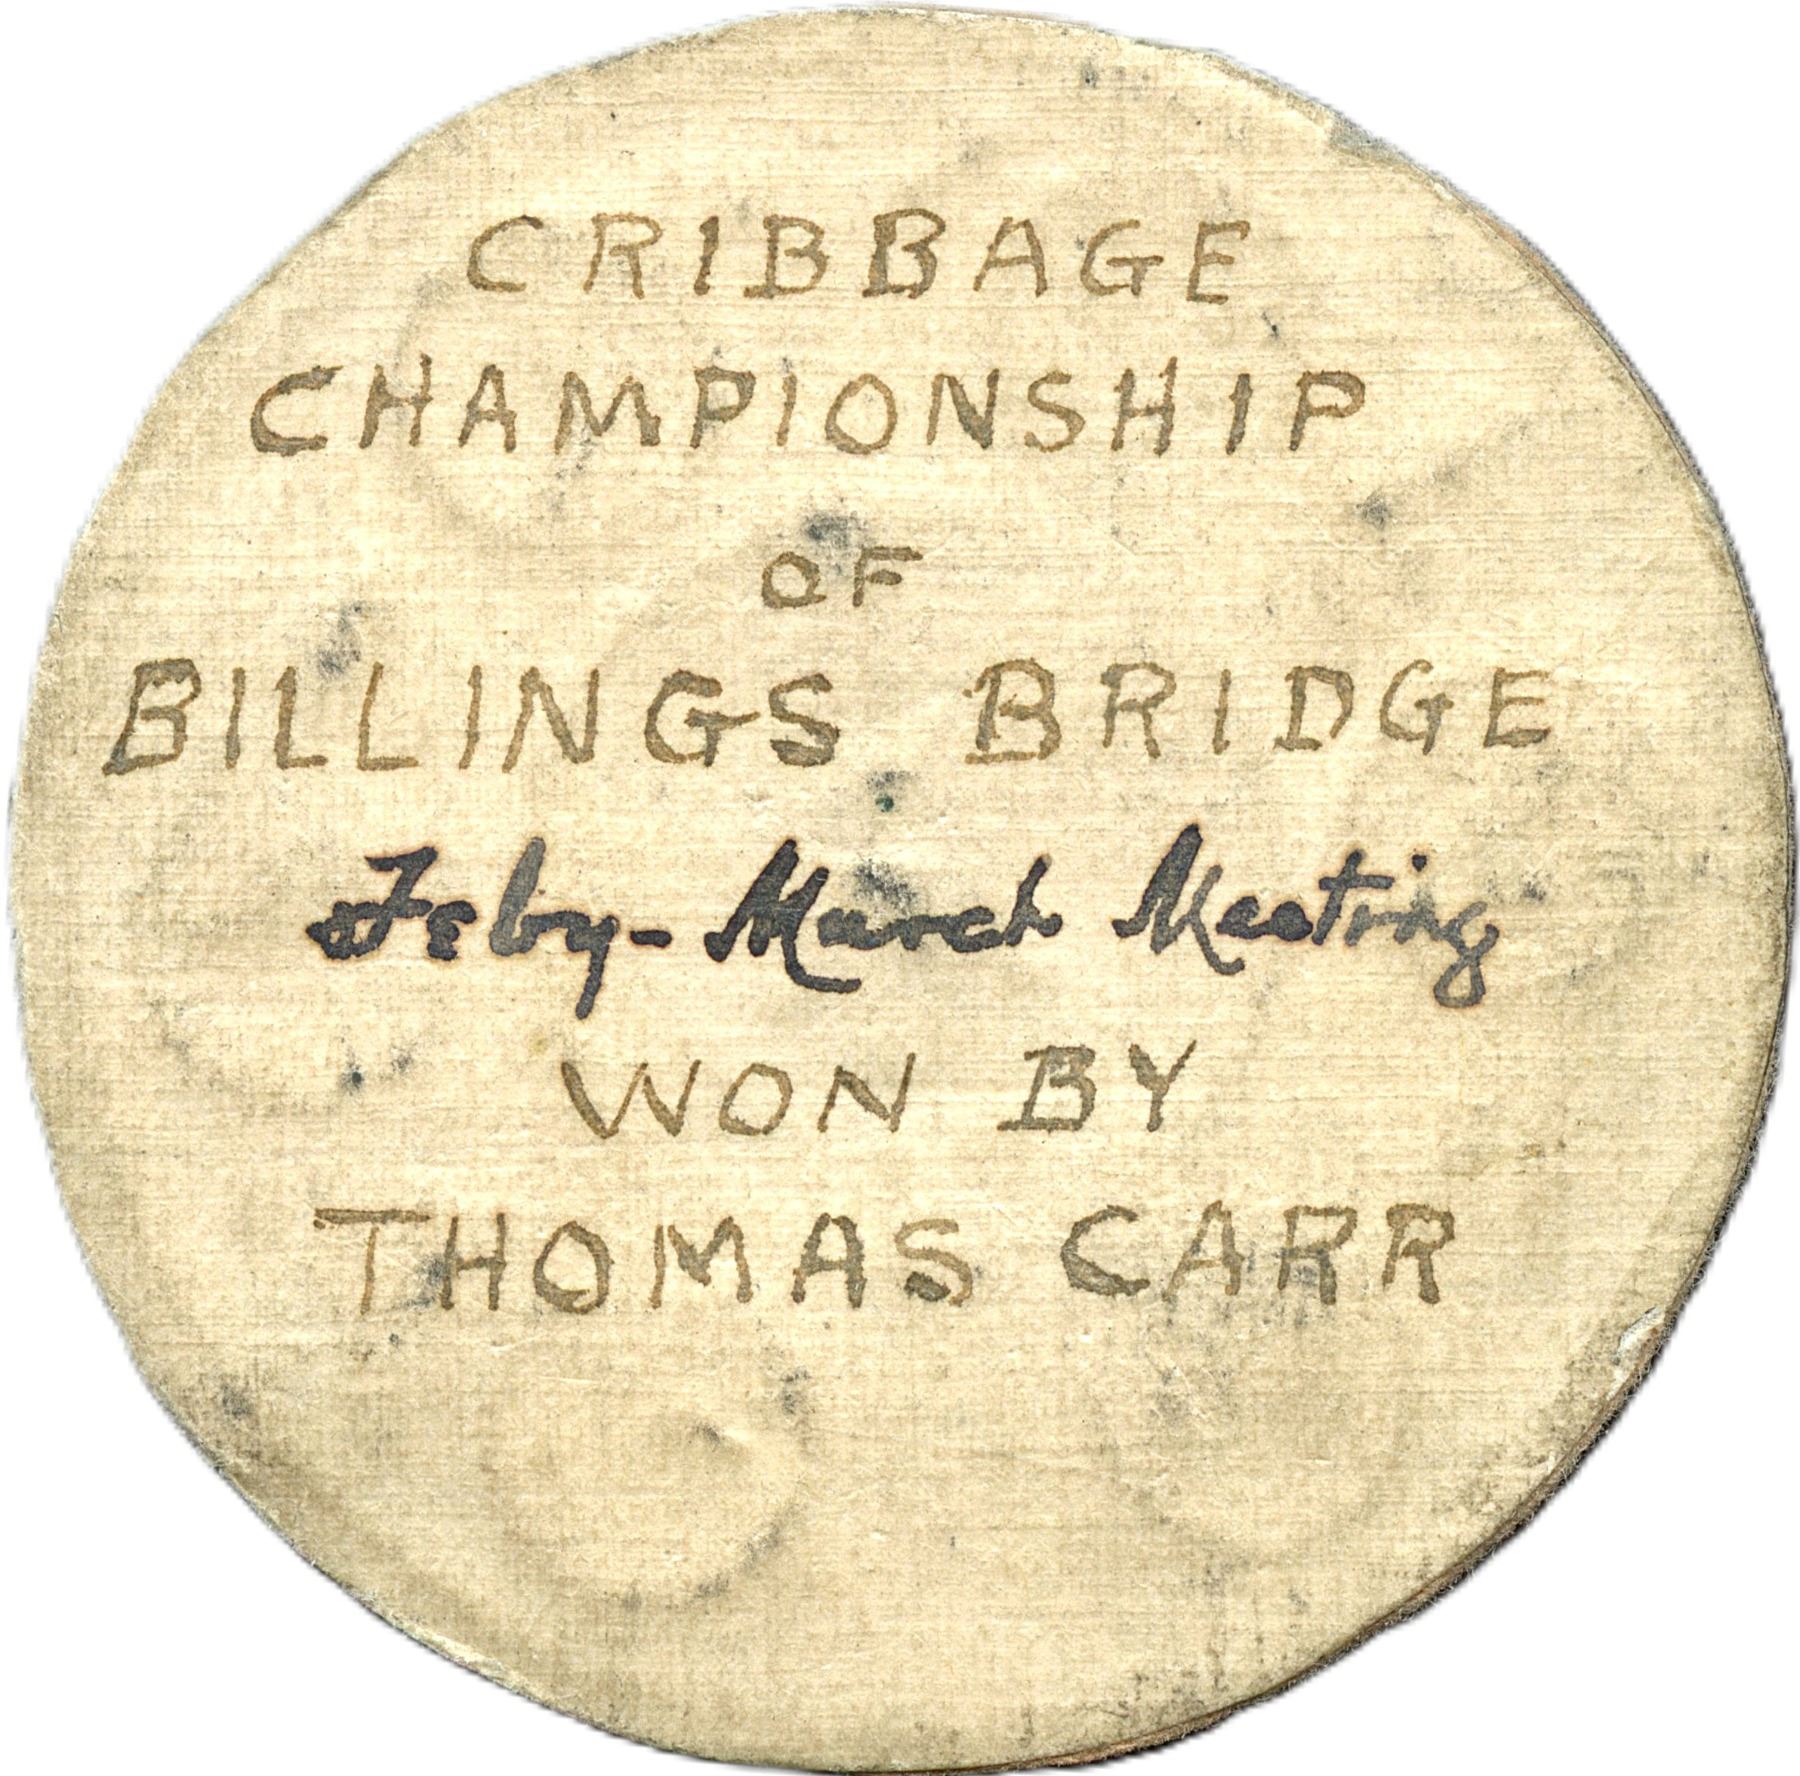 CRIBBAGE
CHAMPIONSHIP
OF
BILLINGS BRIDGE
Feby - March Meeting
WON BY
THOMAS CARR